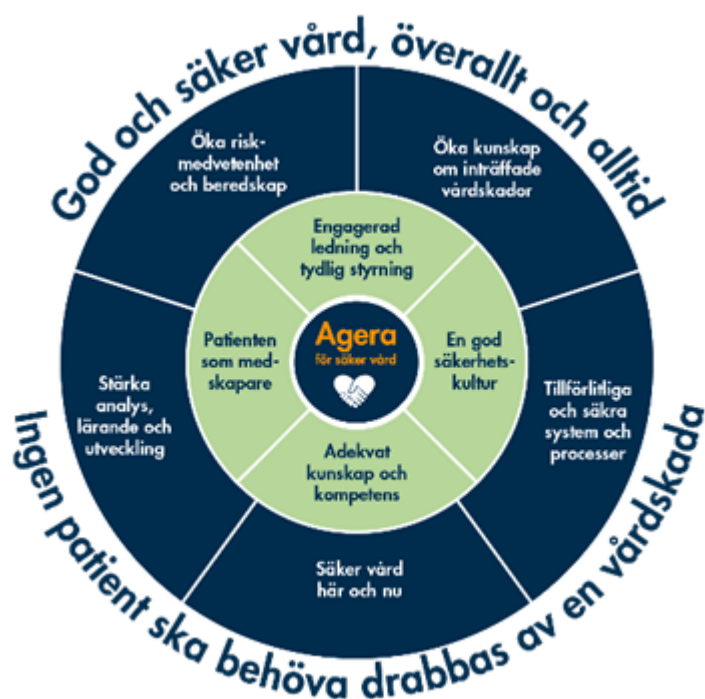 God och säker vård, överallt och alltid
Öka risk-
medvetenhet
och beredskap
Öka kunskap
om inträffade
vårdskador
Engagerad
ledning och
tydlig styrning
Patienten
som med-
skapare
Agera
för säker vård
En god
säkerhets-
kultur
Stärka
analys,
lärande och
utveckling
Tillförlitliga
och säkra
system och
processer
Adekvat
kunskap och
kompetens
Säker vård
här och nu
Ingen patient ska behöva drabbas av en vårdskada